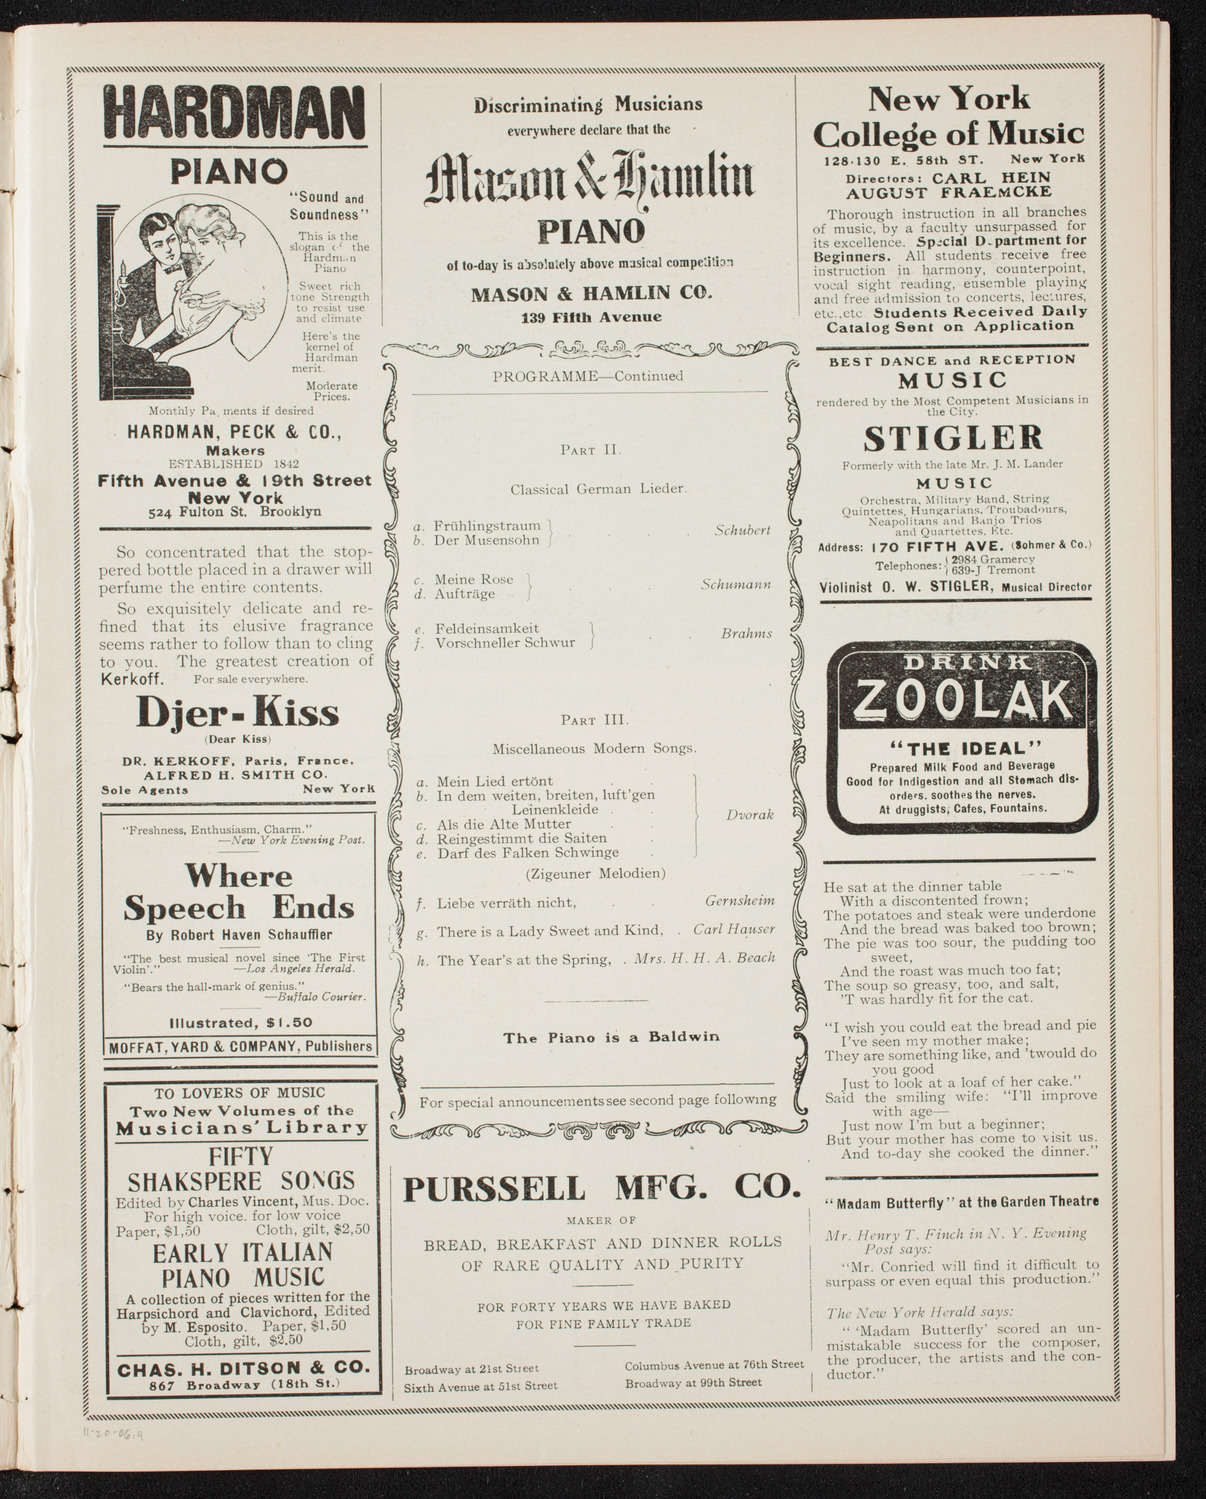 HARDMAN
PIANO
"Sound and
Soundness"
This is the
slogan of the
Hardman
Piano
Sweet rich
tone Strength
to resist use
and climate
Here's the
kernel of
Hardman
merit.
Moderate
Prices.
Monthly Pa ments if desired
HARDMAN, PECK & CO.,
Makers
ESTABLISHED 1842
Fifth Avenue & 19th Street
New York
524 Fulton St. Brooklyn
So concentrated that the stop-
pered bottle placed in a drawer will
perfume the entire contents.
So exquisitely delicate and re-
fined that its elusive fragrance
seems rather to follow than to cling
to you. The greatest creation of
Kerkoff. For sale everywhere.
Djer-Kiss
(Dear Kiss)
DR. KERKOFF, Paris, France.
ALFRED H. SMITH CO.
Sole Agents New York
"Freshness, Enthusiasm, Charm."
—New York Evening Post.
Where
Speech Ends
By Robert Haven Schauffler
"The best musical novel since 'The First
Violin'." —Los Angeles Herald.
"Bears the hall-mark of genius."
—Buffalo Courier.
Illustrated, $1.50
MOFFAT, YARD & COMPANY, Publishers
TO LOVERS OF MUSIC
Two New Volumes of the
Musicians' Library
FIFTY
SHAKSPERE SONGS
Edited by Charles Vincent, Mus. Doc.
For high voice. for low voice
Paper, $1,50 Cloth, gilt, $2,50
EARLY ITALIAN
PIANO MUSIC
A collection of pieces written for the
Harpsichord and Clavichord, Edited
by M. Esposito. Paper, $1.50
Cloth, gilt, $2.50
CHAS. H. DITSON & CO.
867 Broadway (18th St.)
Discriminating Musicians
everywhere declare that the
Mason & Hamlin
PIANO
of to-day is absolutely above musical competition
MASON & HAMLIN CO.
139 Fifth Avenue
PROGRAMME—Continued
PART II.
Classical German Lieder.
a. Frühlingstraum
b. Der Musensohn . . . Schubert
c. Meine Rose
d. Aufträge . . . Schumann
e. Feldeinsamkeit
f. Vorschneller Schwur . . Brahms
PART III.
Miscellaneous Modern Songs.
a. Mein Lied ertönt . .
b. In dem weiten, breiten, luft'gen
Leinenkleide . .
c. Als die Alte Mutter . . Dvorak
d. Reingestimmt die Saiten .
e. Darf des Falken Schwinge .
(Zigeuner Melodien)
f. Liebe verräth nicht, . . Gernsheim
g. There is a Lady Sweet and Kind, . Carl Hauser
h. The Year's at the Spring, . Mrs. H. H. A. Beach
The Piano is a Baldwin
For special announcements see second page following
PURSSELL MFG. CO.
MAKER OF
BREAD, BREAKFAST AND DINNER ROLLS
OF RARE QUALITY AND PURITY
FOR FORTY YEARS WE HAVE BAKED
FOR FINE FAMILY TRADE
Broadway at 21st Street Columbus Avenue at 76th Street
Sixth Avenue at 51st Street Broadway at 99th Street
New York
College of Music
128-130 E. 58th ST. New York
Directors: CARL HEIN
AUGUST FRAEMCKE
Thorough instruction in all branches
of music, by a faculty unsurpassed for
its excellence. Special D partment for
Beginners. All students receive free
instruction in harmony, counterpoint,
vocal sight reading, ensemble playing
and free admission to concerts, lectures,
etc., etc Students Received Daily
Catalog Sent on Application
BEST DANCE and RECEPTION
MUSIC
rendered by the Most Competent Musicians in
the City.
STIGLER
Formerly with the late Mr. J. M. Lander
MUSIC
Orchestra, Military Band, String
Quintettes, Hungarians, Troubadours,
Neapolitans and Banjo Trios
and Quartettes, Etc.
Address: 170 FIFTH AVE. (Sohmer & Co.)
Telephones: 2984 Gramercy
639-J Tremont
Violinist O. W. STIGLER, Musical Director
DRINK
ZOOLAK
"THE IDEAL"
Prepared Milk Food and Beverage
Good for Indigestion and all Stomach dis-
orders, soothes the nerves.
At druggists, Cafes, Fountains.
He sat at the dinner table
With a discontented frown;
The potatoes and steak were underdone
And the bread was baked too brown;
The pie was too sour, the pudding too
sweet,
And the roast was much too fat;
The soup so greasy, too, and salt,
'T was hardly fit for the cat.
"I wish you could eat the bread and pie
I've seen my mother make;
They are something like, and 'twould do
you good
Just to look at a loaf of her cake."
Said the smiling wife: "I'll improve
with age—
Just now I'm but a beginner;
But your mother has come to visit us.
And to-day she cooked the dinner."
"Madam Butterfly" at the Garden Theatre
Mr. Henry T. Finch in N. Y. Evening
Post says:
"Mr. Conried will find it difficult to
surpass or even equal this production."
The New York Herald says:
" 'Madam Butterfly' scored an un-
mistakable success for the composer,
the producer, the artists and the con-
ductor."
11-20-06.9